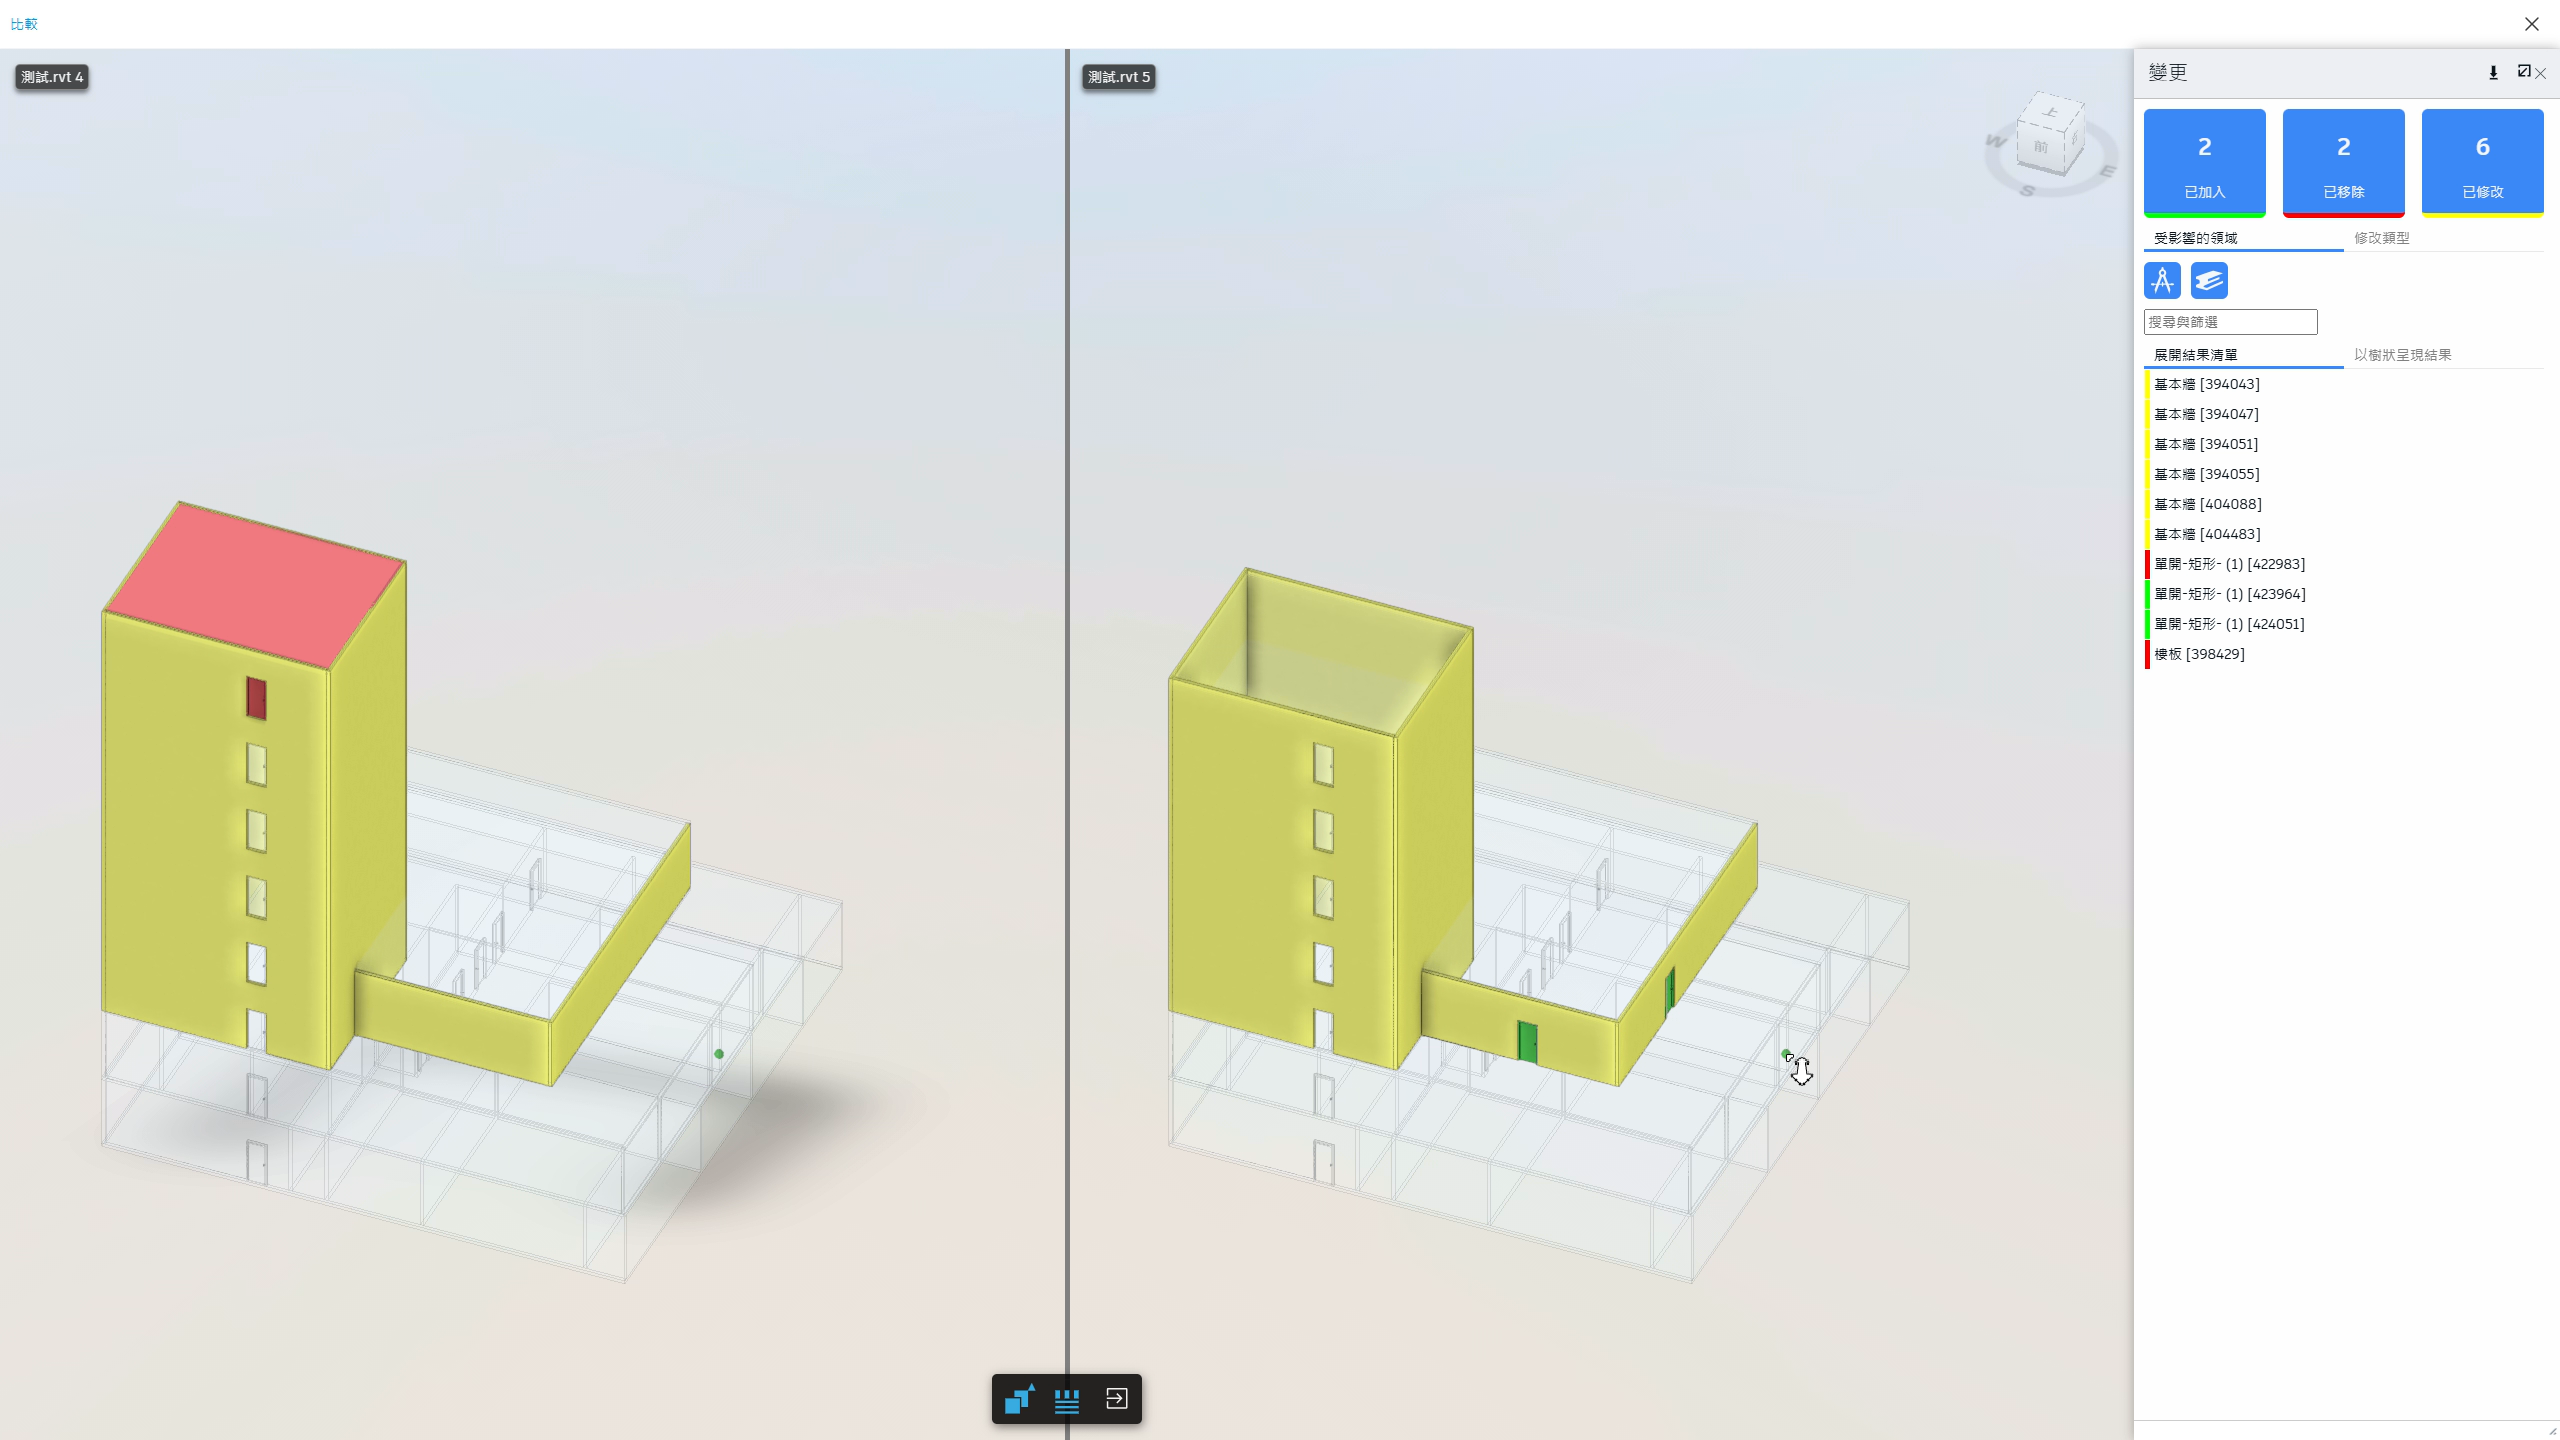 比較
測試.rvt 4
測試.rvt 5
上
前
W
S
E
變更
2
已加入
2
已移除
6
已修改
受影響的領域
修改類型
搜尋與篩選
展開結果清單
以樹狀呈現結果
基本牆 [394043]
基本牆 [394047]
基本牆 [394051]
基本牆 [394055]
基本牆 [404088]
基本牆 [404483]
單開-矩形- (1) [422983]
單開-矩形- (1) [423964]
單開-矩形- (1) [424051]
樓板 [398429]